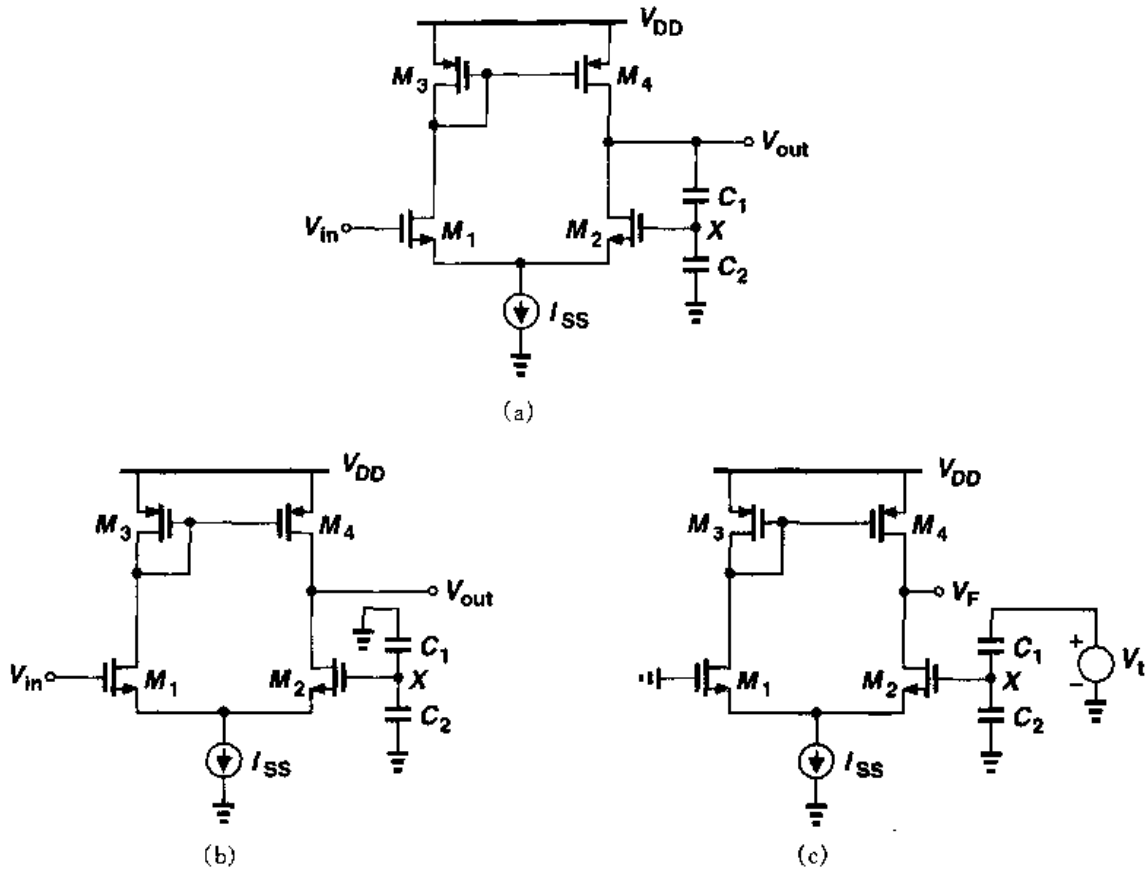 V_DD
M_3
M_4
V_out
C_1
V_in
M_1
M_2
X
C_2
I_SS
(a)
V_DD
M_3
M_4
V_out
C_1
V_in
M_1
M_2
X
C_2
I_SS
(b)
V_DD
M_3
M_4
V_F
C_1
+
V_t
−
M_1
M_2
X
C_2
I_SS
(c)